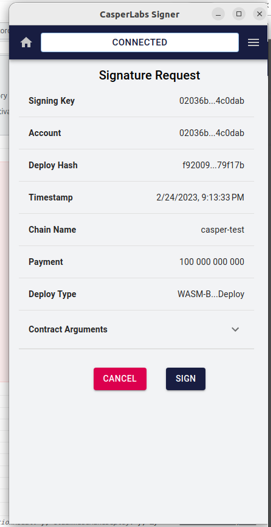 CasperLabs Signer
CONNECTED
Signature Request
Signing Key 02036b...4c0dab
Account 02036b...4c0dab
Deploy Hash f92009...79f17b
Timestamp 2/24/2023, 9:13:33 PM
Chain Name casper-test
Payment 100 000 000 000
Deploy Type WASM-B...Deploy
Contract Arguments
CANCEL SIGN